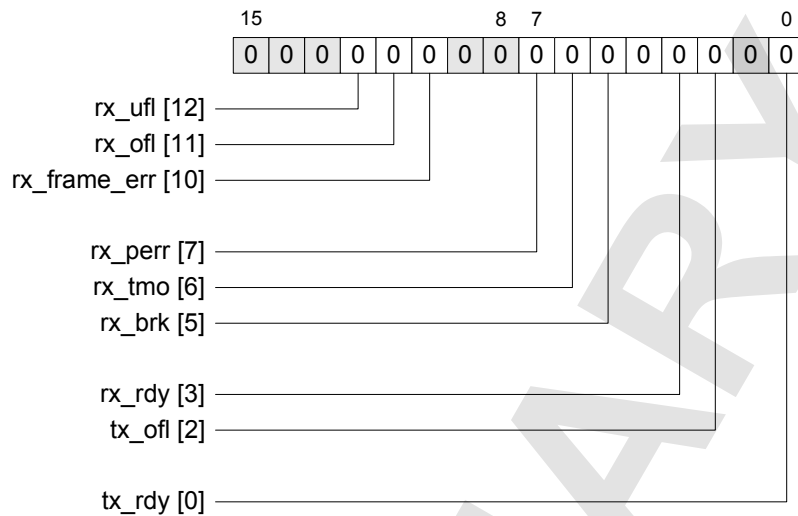 15 8 7 0
0 0 0 0 0 0 0 0 0 0 0 0 0 0 0 0
rx_ufl [12]
rx_ofl [11]
rx_frame_err [10]
rx_perr [7]
rx_tmo [6]
rx_brk [5]
rx_rdy [3]
tx_ofl [2]
tx_rdy [0]